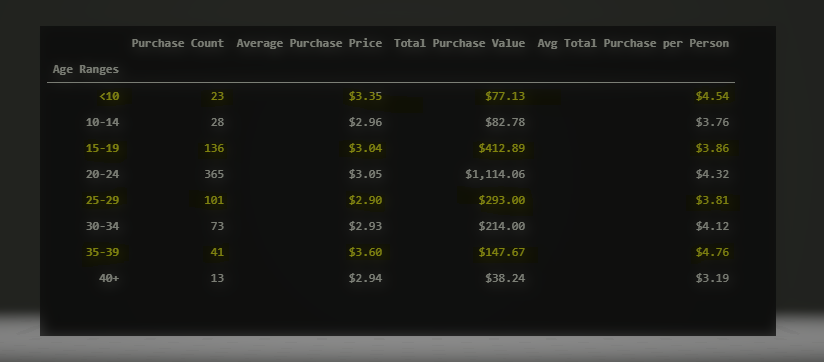 Purchase Count Average Purchase Price Total Purchase Value Avg Total Purchase per Person
Age Ranges
<10 23 $3.35 $77.13 $4.54
10-14 28 $2.96 $82.78 $3.76
15-19 136 $3.04 $412.89 $3.86
20-24 365 $3.05 $1,114.06 $4.32
25-29 101 $2.90 $293.00 $3.81
30-34 73 $2.93 $214.00 $4.12
35-39 41 $3.60 $147.67 $4.76
40+ 13 $2.94 $38.24 $3.19